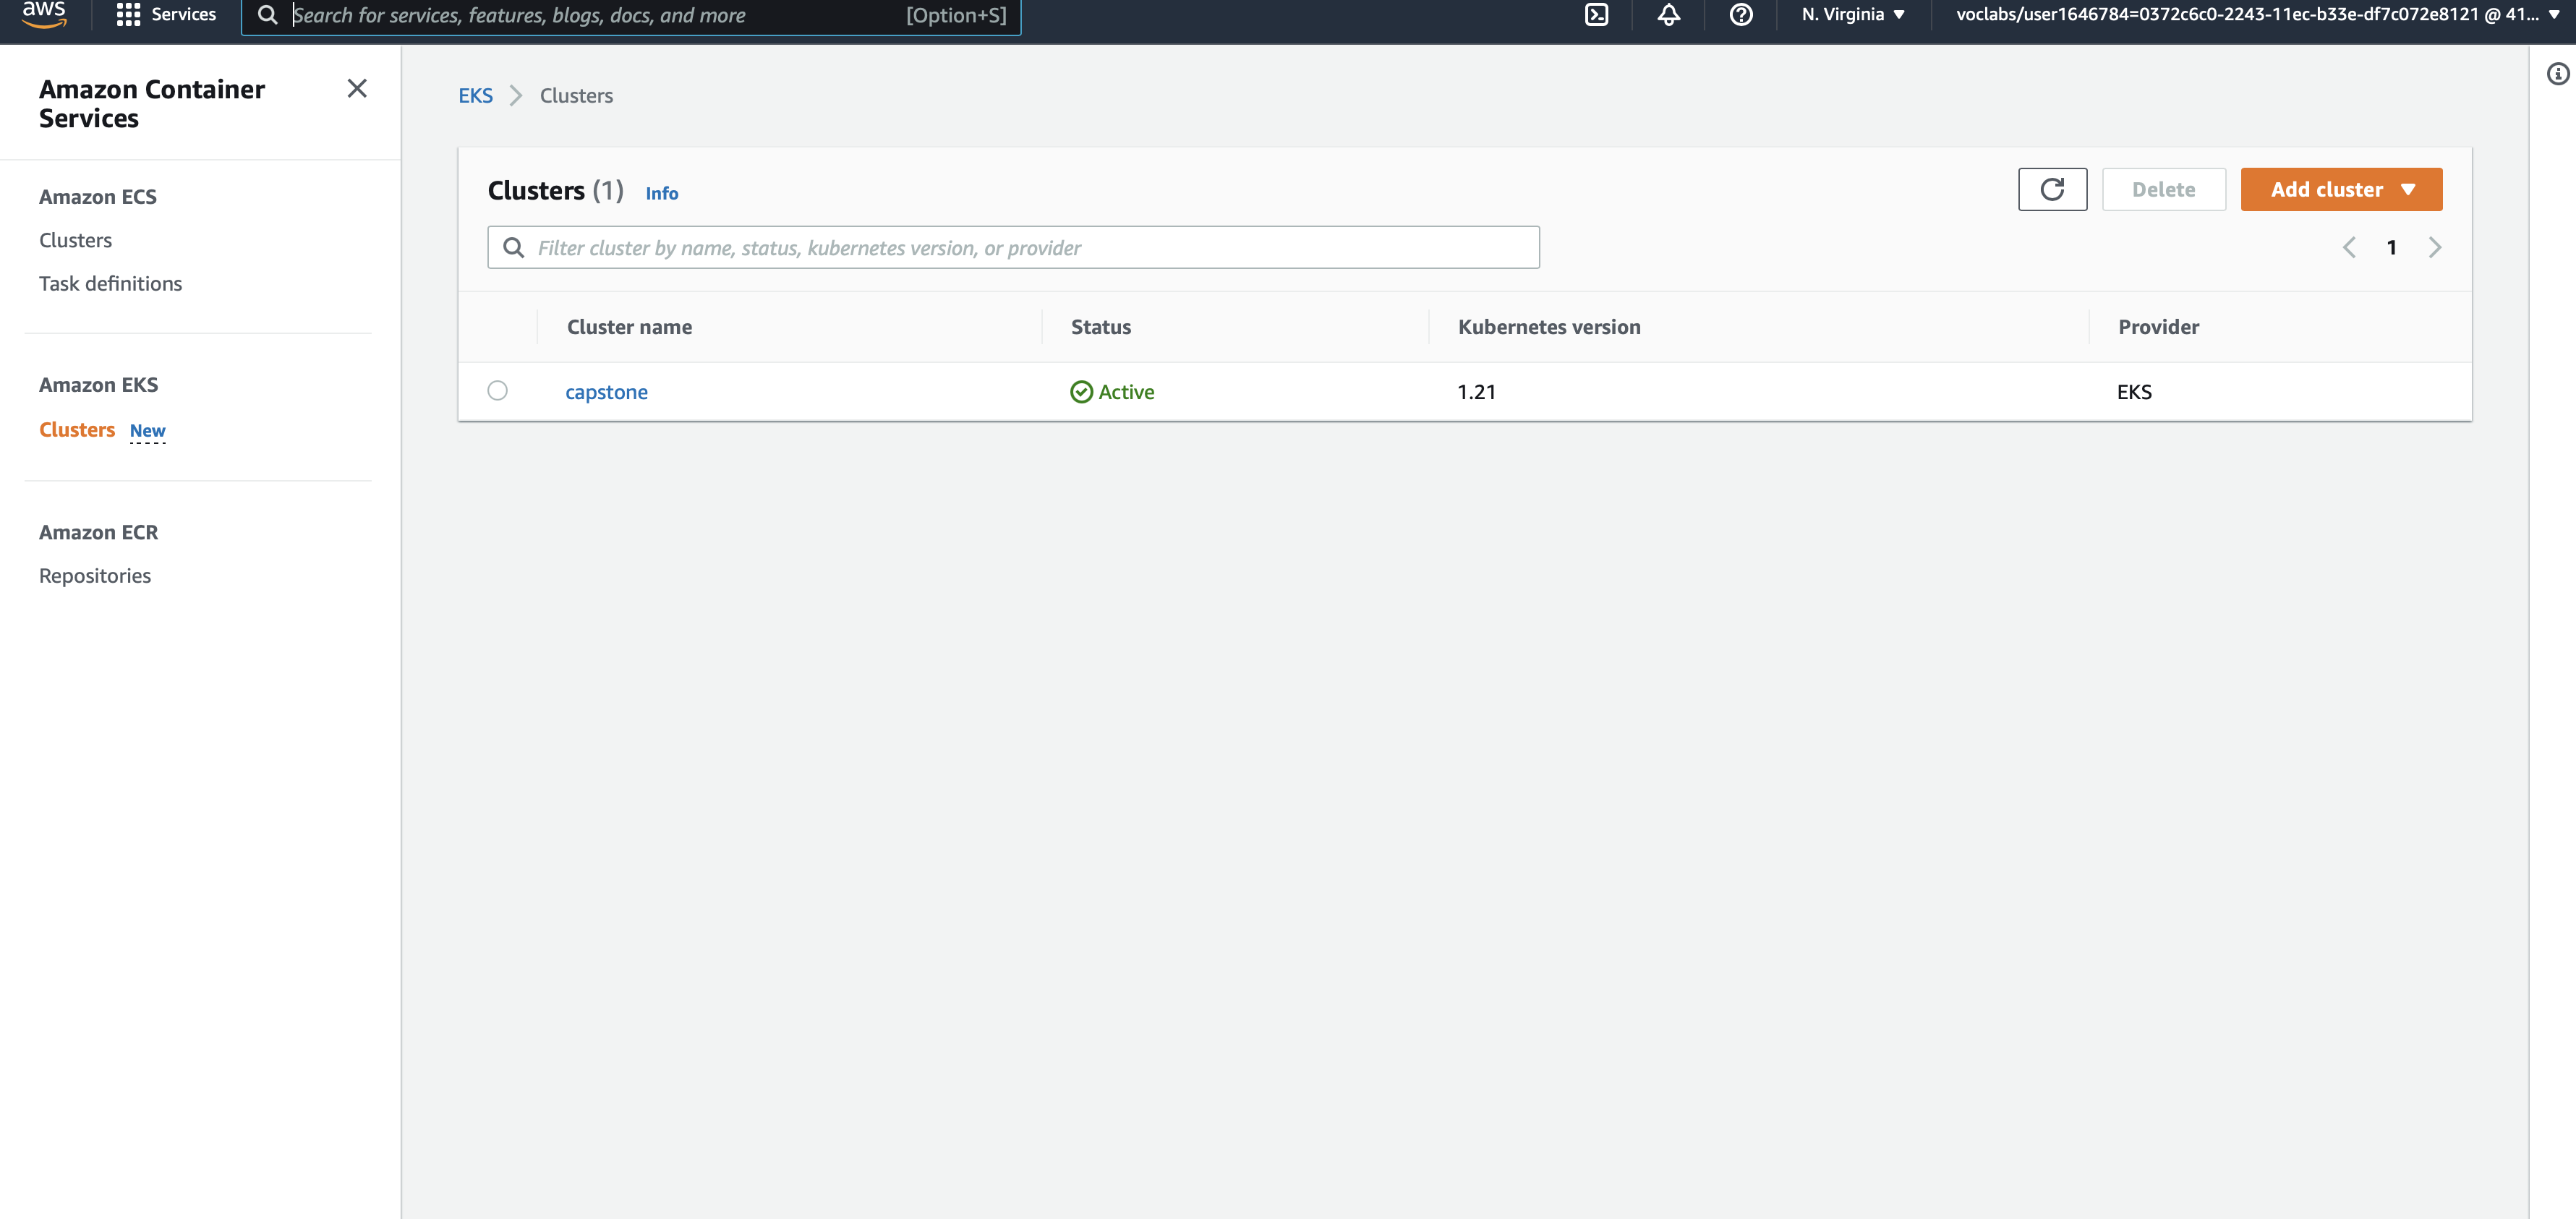 aws
Services
Search for services, features, blogs, docs, and more
[Option+S]
N. Virginia
voclabs/user1646784=0372c6c0-2243-11ec-b33e-df7c072e8121 @ 41...
Amazon Container
Services
Amazon ECS
Clusters
Task definitions
Amazon EKS
Clusters New
Amazon ECR
Repositories
EKS Clusters
Clusters (1) Info
Delete
Add cluster
Filter cluster by name, status, kubernetes version, or provider
1
Cluster name Status Kubernetes version Provider
capstone Active 1.21 EKS